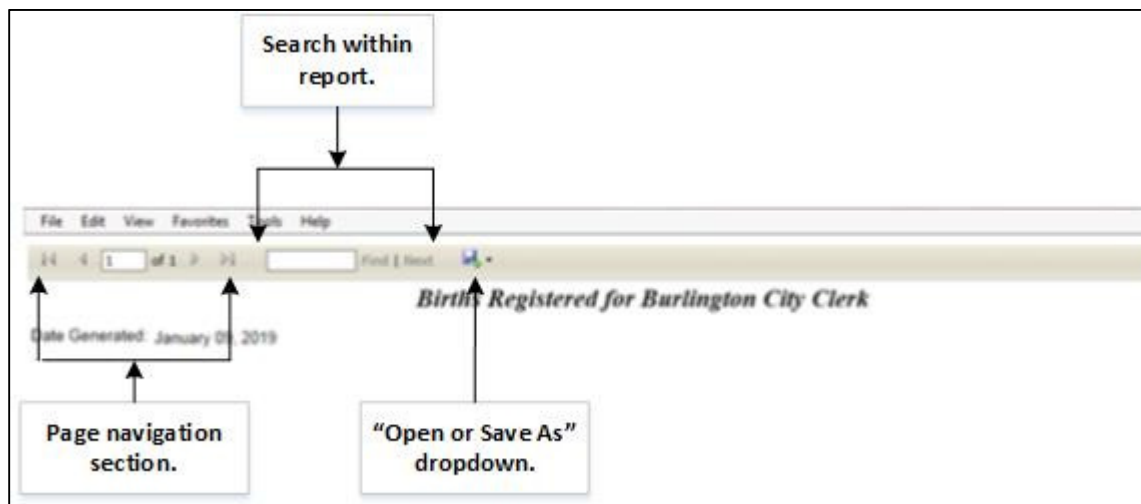 Search within
report.
File Edit View Favorites Tools Help
1 of 1 Find | Next
Births Registered for Burlington City Clerk
Date Generated: January 09, 2019
Page navigation
section.
“Open or Save As”
dropdown.